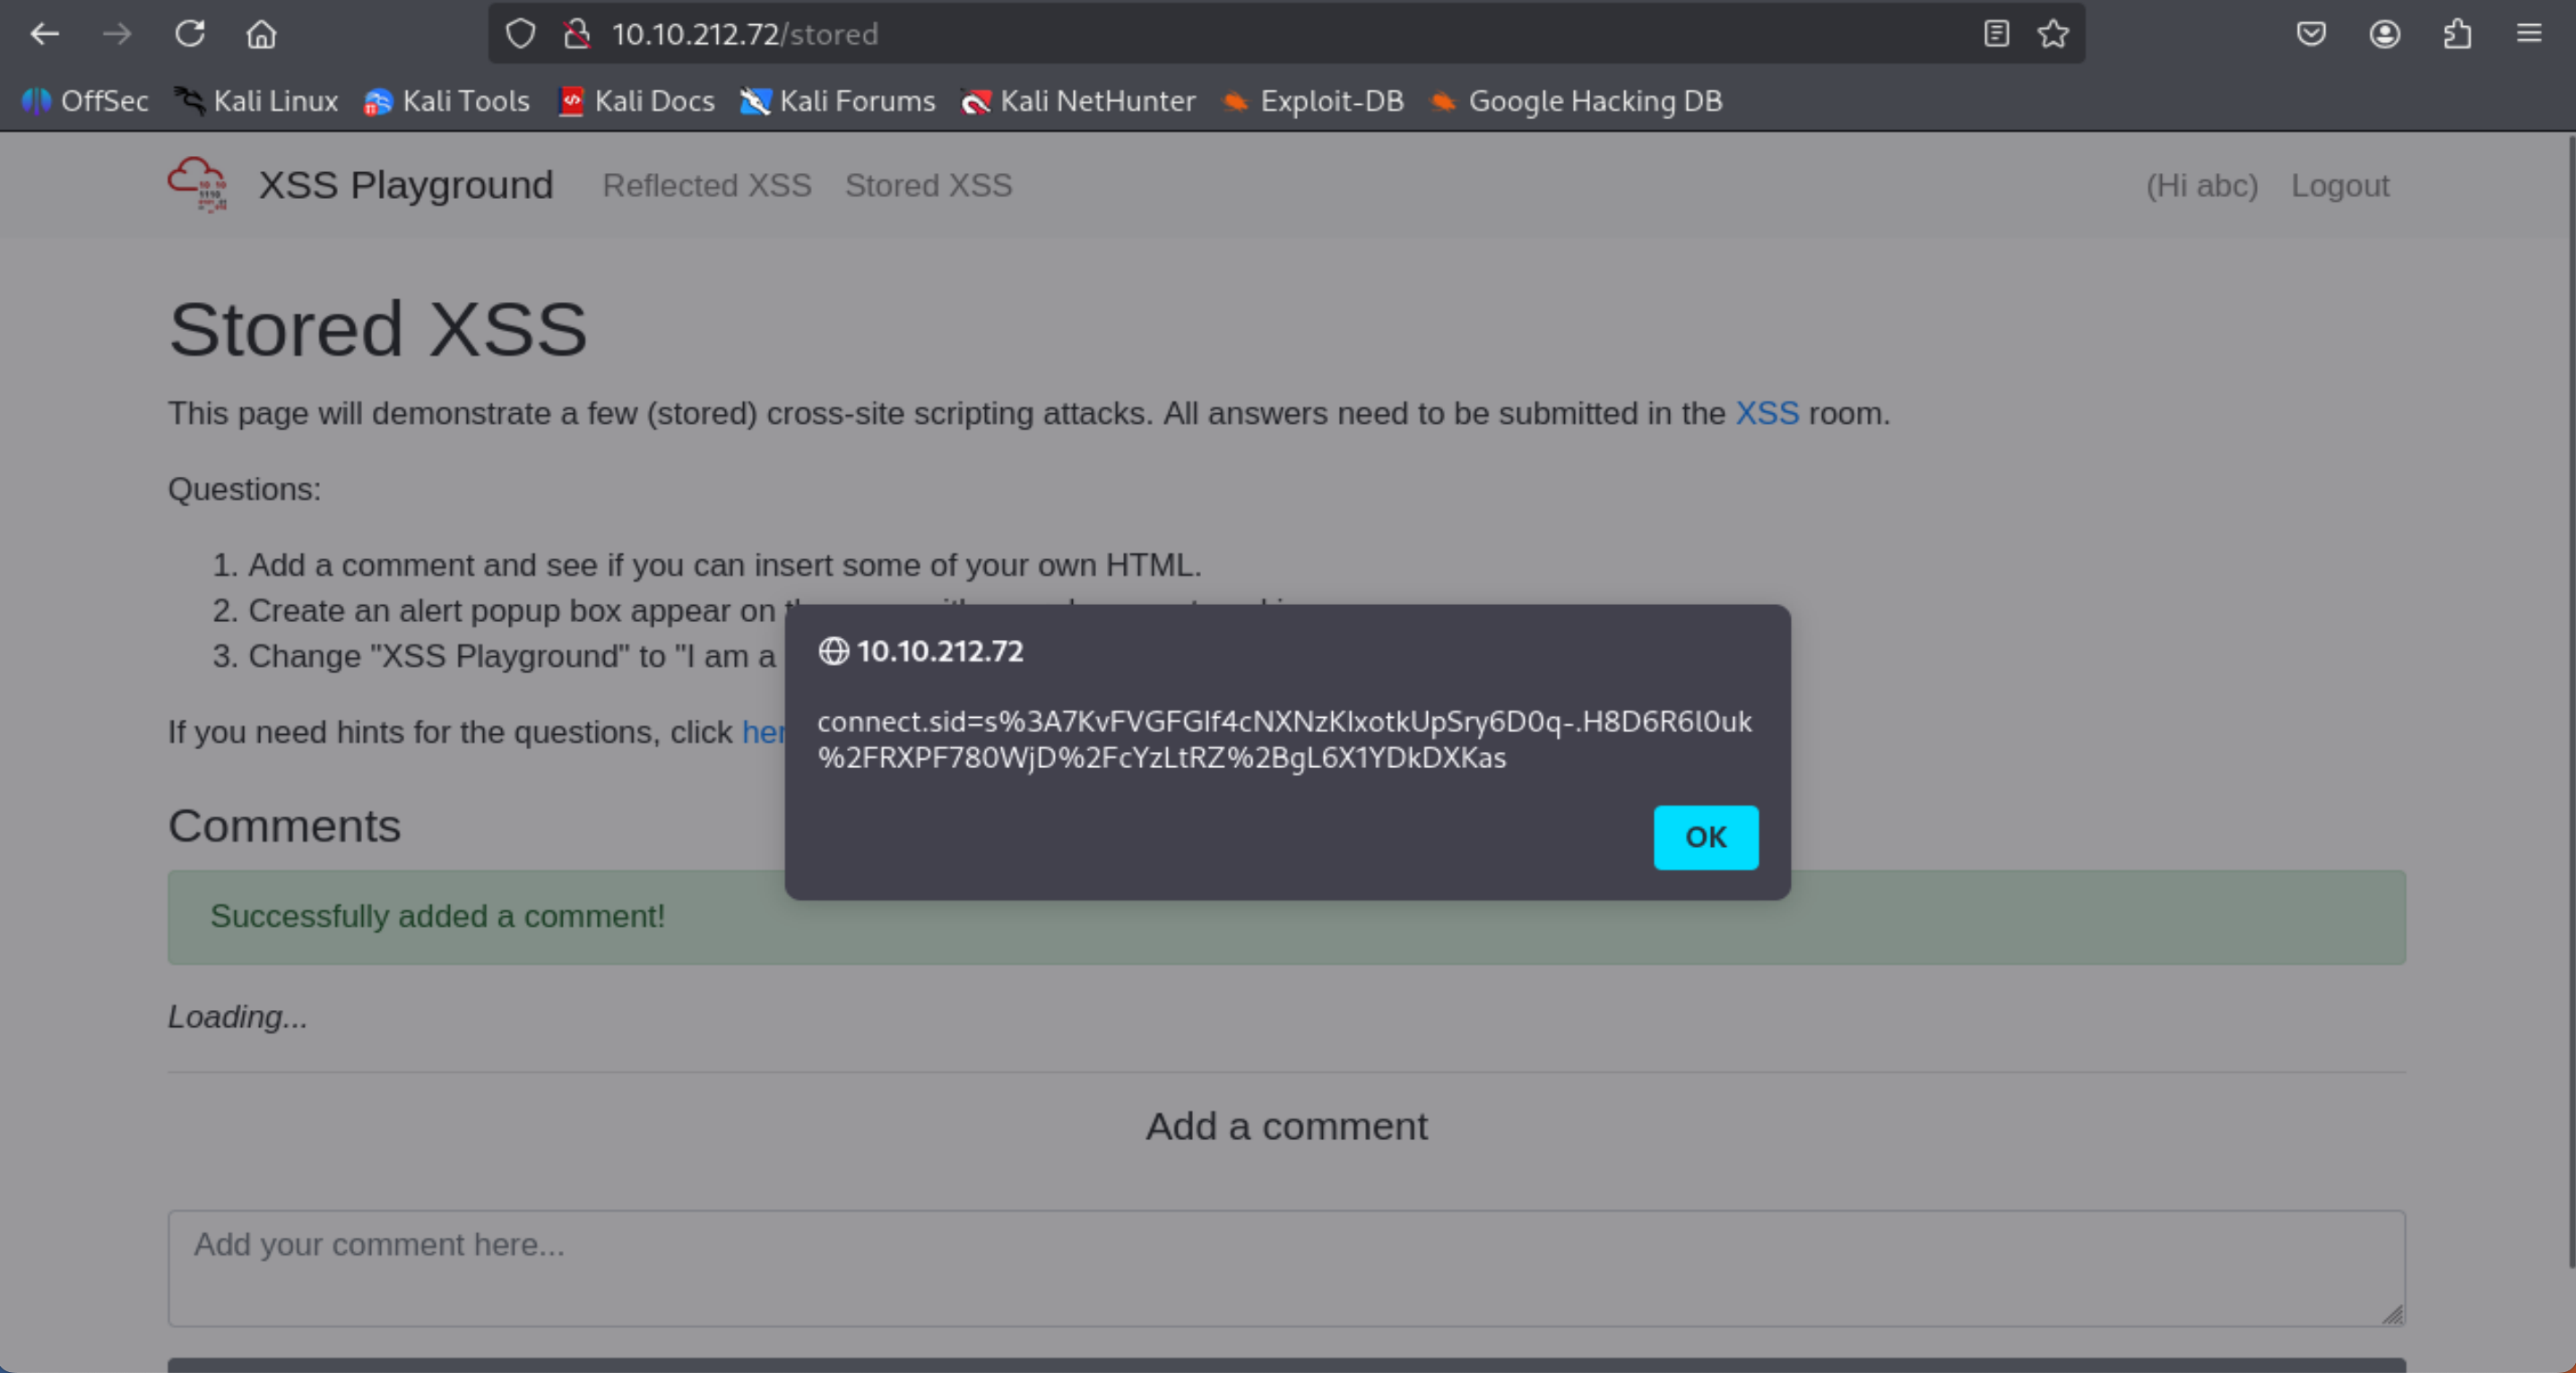 10.10.212.72/stored
OffSec Kali Linux Kali Tools Kali Docs Kali Forums Kali NetHunter Exploit-DB Google Hacking DB
XSS Playground Reflected XSS Stored XSS (Hi abc) Logout
Stored XSS
This page will demonstrate a few (stored) cross-site scripting attacks. All answers need to be submitted in the XSS room.
Questions:
1. Add a comment and see if you can insert some of your own HTML.
2. Create an alert popup box appear on
3. Change "XSS Playground" to "I am a
If you need hints for the questions, click
10.10.212.72
connect.sid=s%3A7KvFVGFGlf4cNXNzKlxotkUpSry6D0q-.H8D6R6l0uk
%2FRXPF780WjD%2FcYzLtRZ%2BgL6X1YDkDXKas
OK
Comments
Successfully added a comment!
Loading...
Add a comment
Add your comment here...